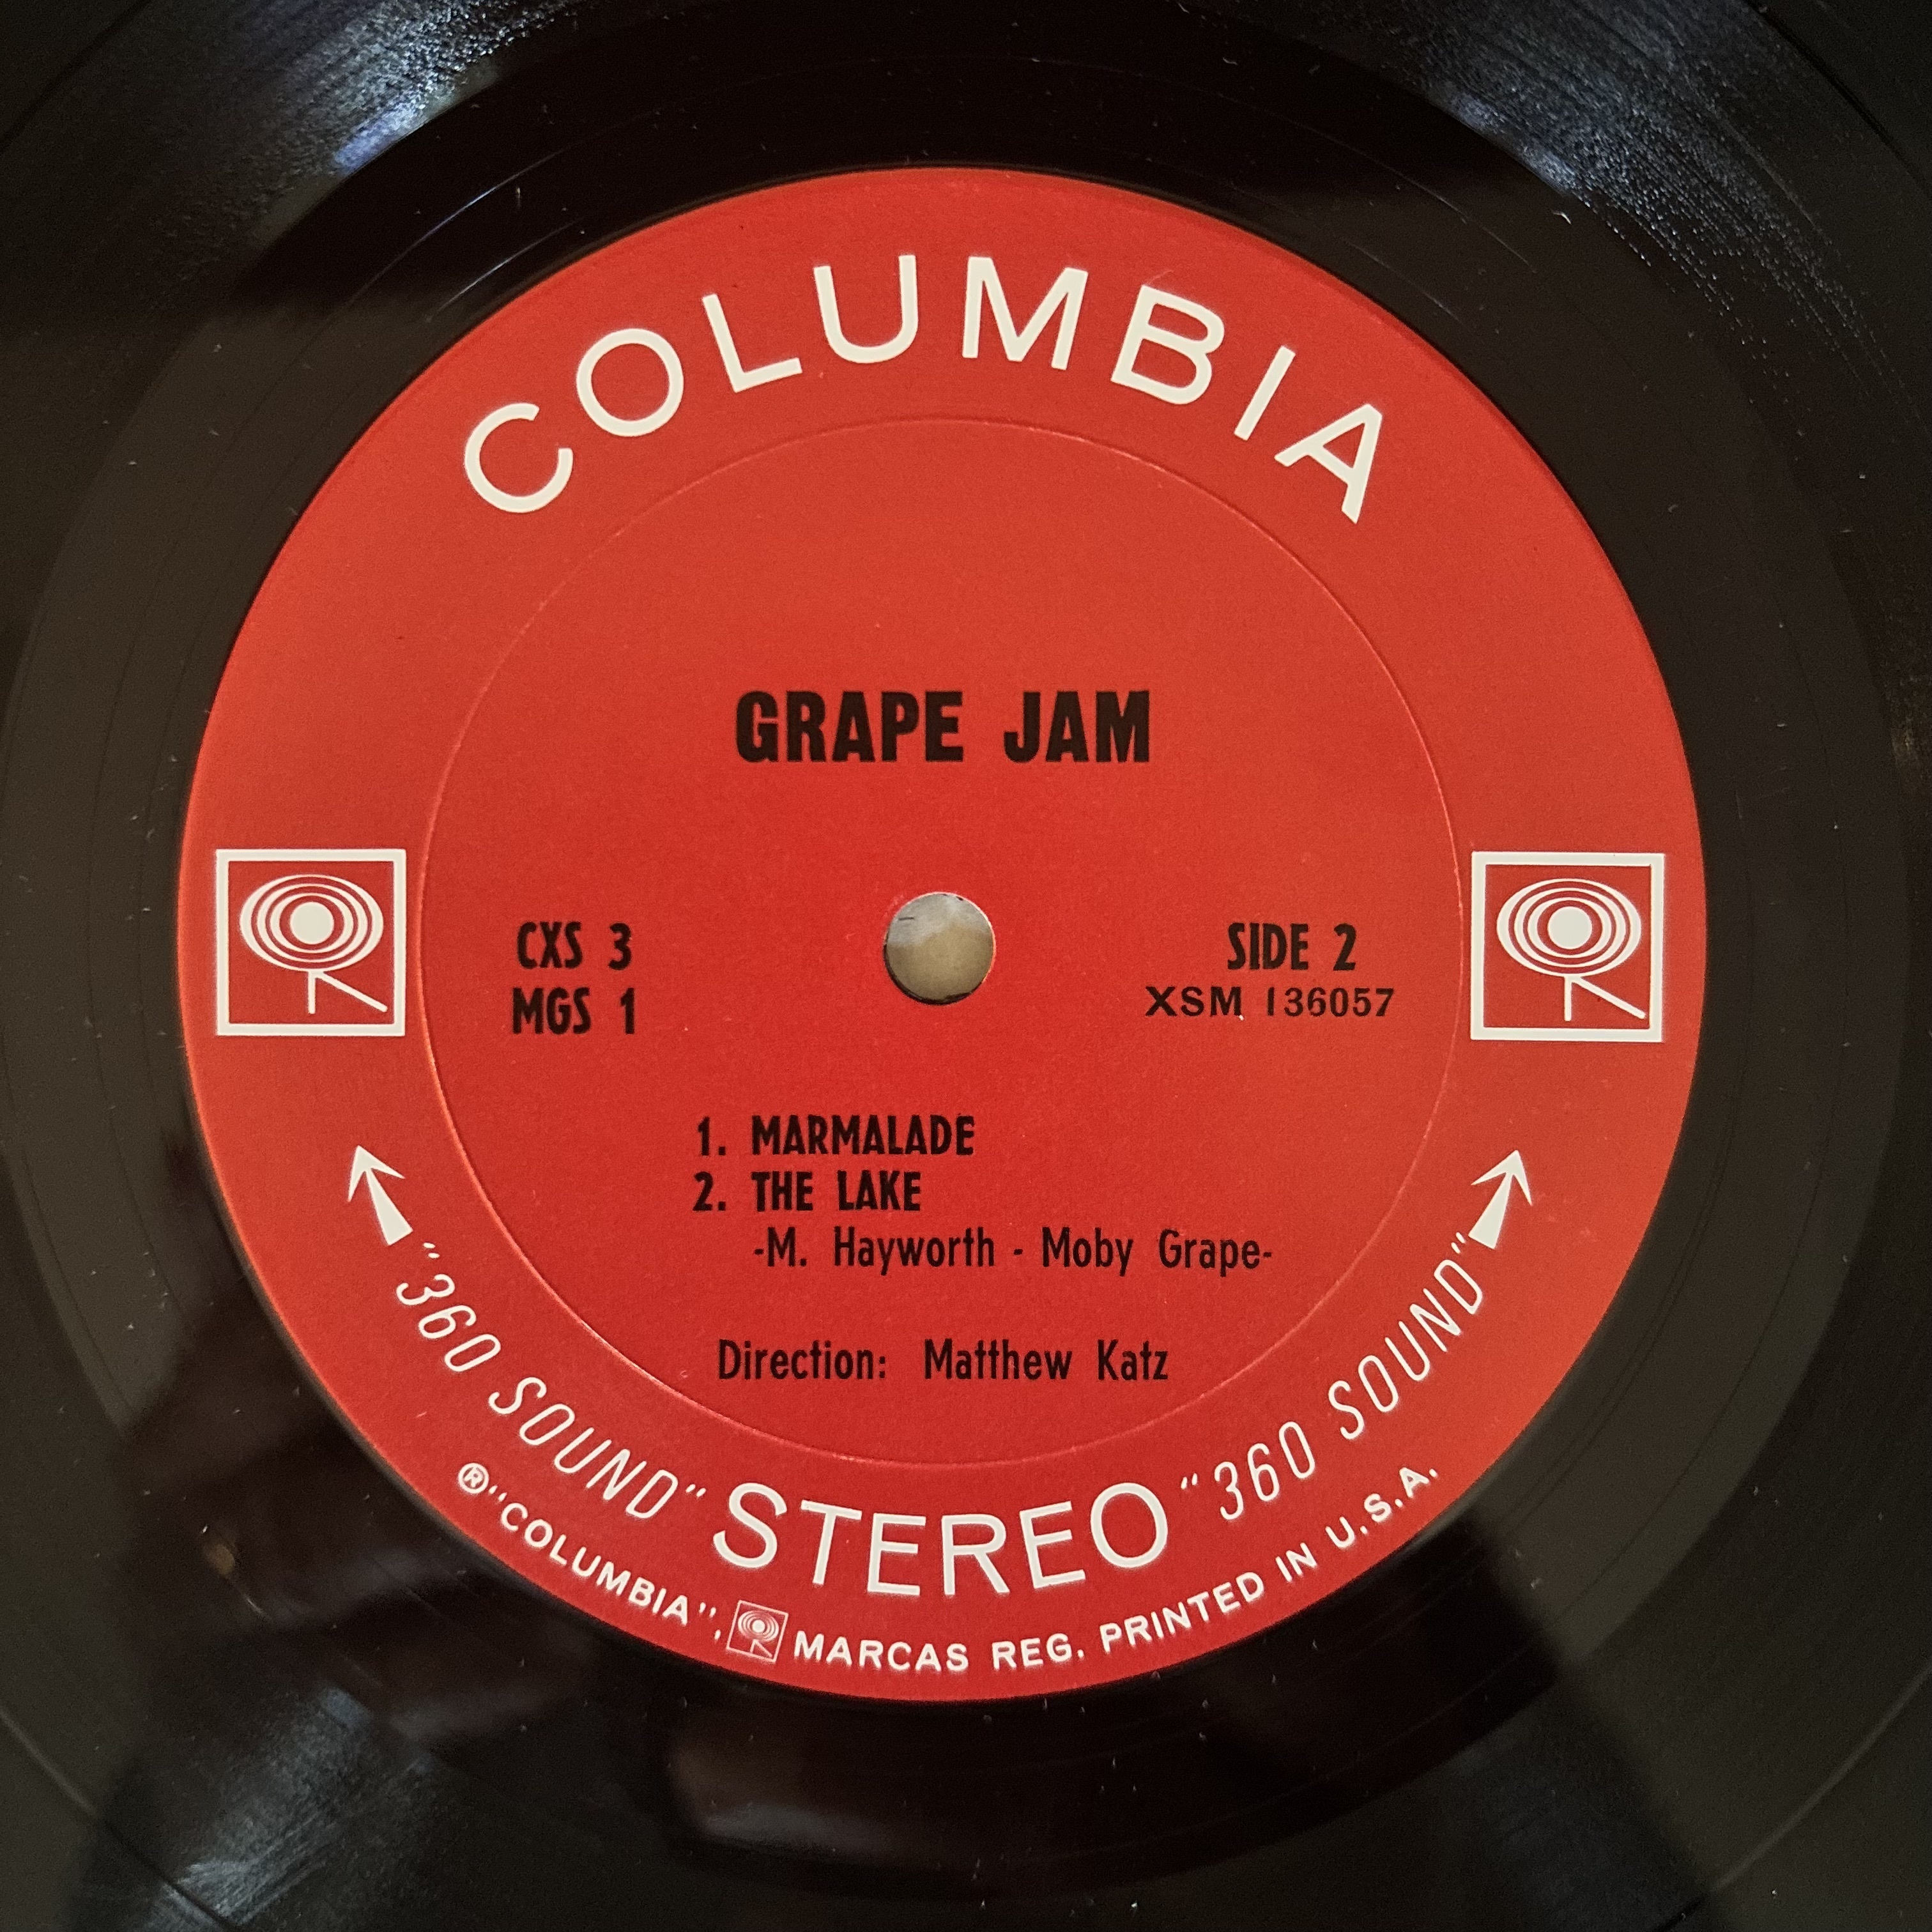 COLUMBIA
GRAPE JAM
CXS 3
MGS 1
SIDE 2
XSM 136057
1. MARMALADE
2. THE LAKE
-M. Hayworth - Moby Grape-
Direction: Matthew Katz
"360 SOUND" STEREO "360 SOUND"
®"COLUMBIA", MARCAS REG. PRINTED IN U.S.A.